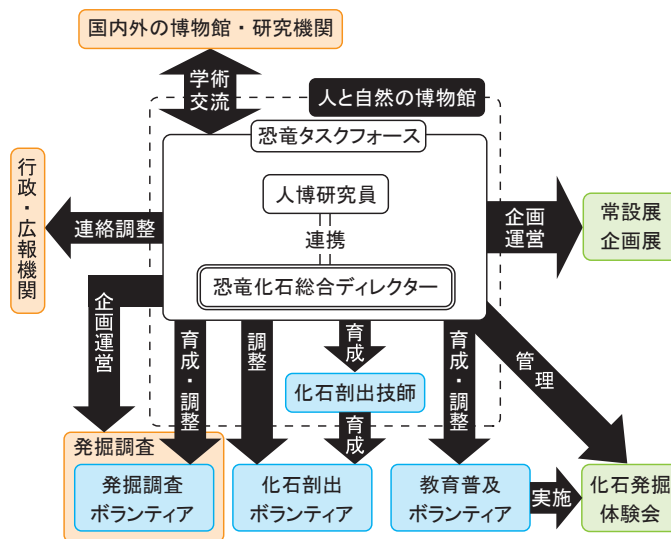 国内外の博物館・研究機関
学術
交流
人と自然の博物館
恐竜タスクフォース
人博研究員
連携
恐竜化石総合ディレクター
行政・広報機関
連絡調整
企画
運営
常設展
企画展
企画運営
育成・調整
調整
育成
育成・調整
管理
化石剖出技師
育成
発掘調査
発掘調査
ボランティア
化石剖出
ボランティア
教育普及
ボランティア
実施
化石発掘
体験会